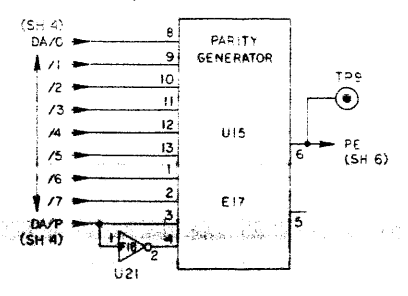 (SH 4)
DA/0 8
/1 9
/2 10
/3 11
/4 12
/5 13
/6 1
/7 2
DA/P 3
(SH 4)
1 2 4
U21
PARITY
GENERATOR
U15
E17
6
5
TP9
PE
(SH 6)